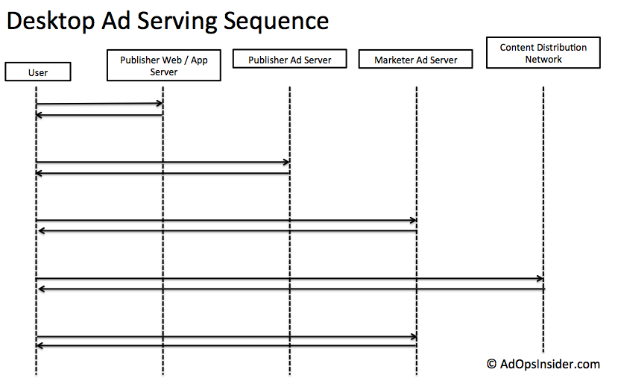 Desktop Ad Serving Sequence
User
Publisher Web / App
Server
Publisher Ad Server
Marketer Ad Server
Content Distribution
Network
© AdOpsInsider.com